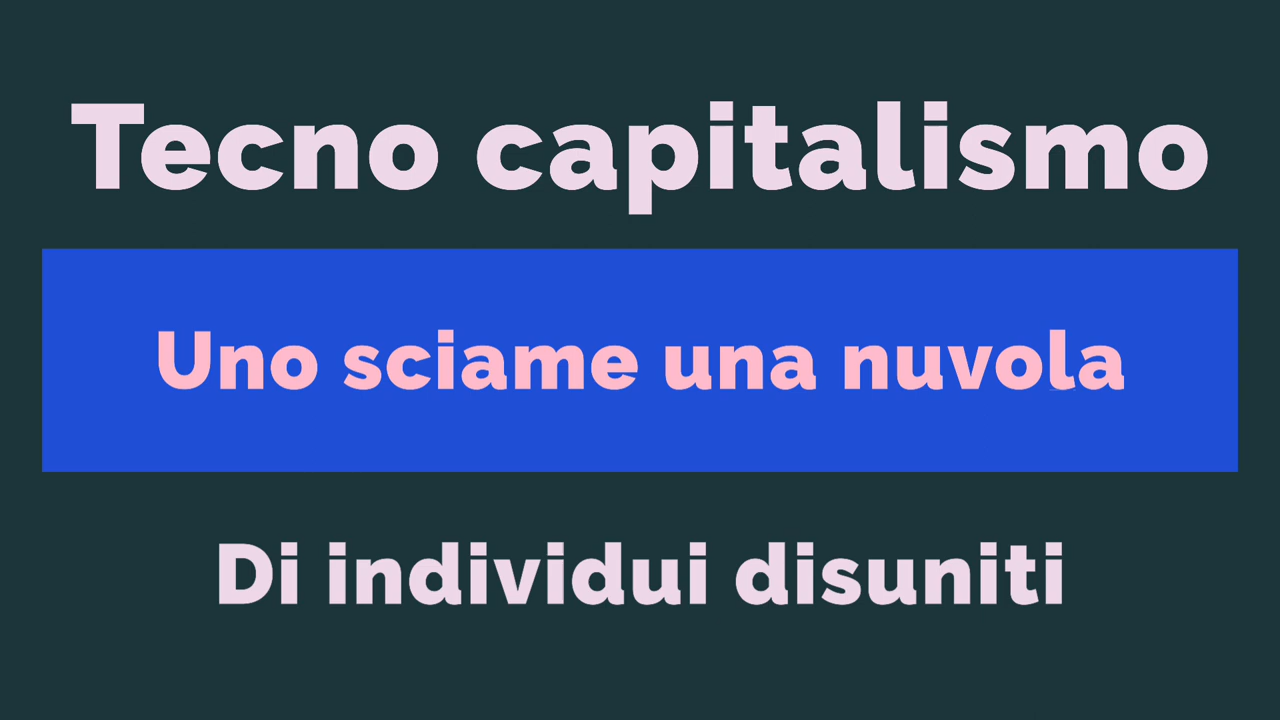 Tecno capitalismo
Uno sciame una nuvola
Di individui disuniti